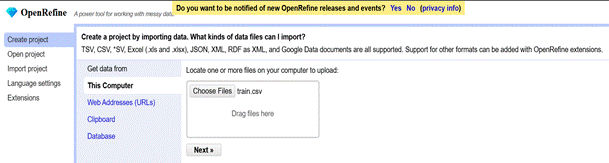 OpenRefine A power tool for working with messy data.
Do you want to be notified of new OpenRefine releases and events? Yes No (privacy info)
Create project
Open project
Import project
Language settings
Extensions
Create a project by importing data. What kinds of data files can I import?
TSV, CSV, *SV, Excel (.xls and .xlsx), JSON, XML, RDF as XML, and Google Data documents are all supported. Support for other formats can be added with OpenRefine extensions.
Get data from
This Computer
Web Addresses (URLs)
Clipboard
Database
Locate one or more files on your computer to upload:
Choose Files train.csv
Drag files here
Next »